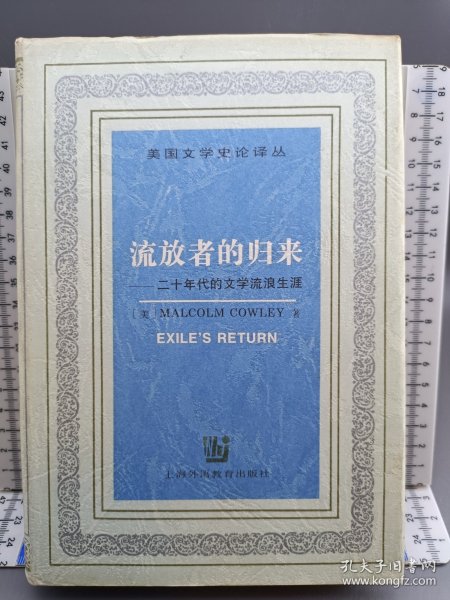 美国文学史论译丛
流放者的归来
——二十年代的文学流浪生涯
[美] MALCOLM COWLEY 著
EXILE'S RETURN
上海外语教育出版社
孔夫子旧书网
www.kongfz.com